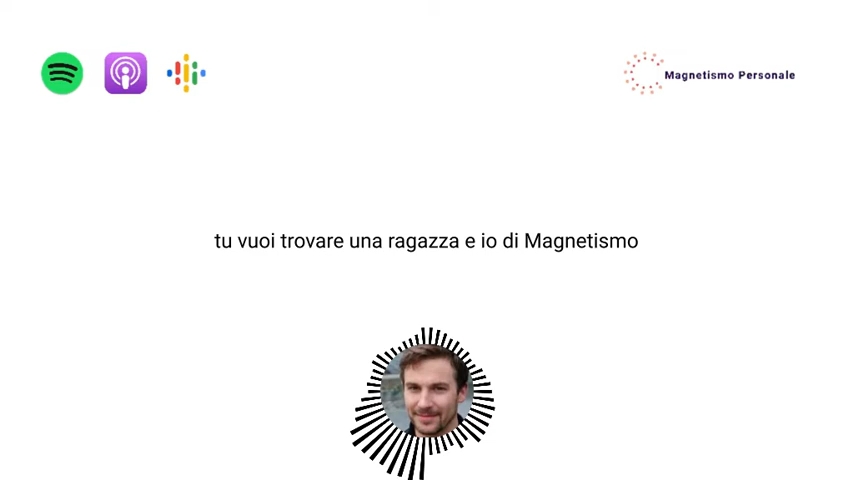 Magnetismo Personale
tu vuoi trovare una ragazza e io di Magnetismo